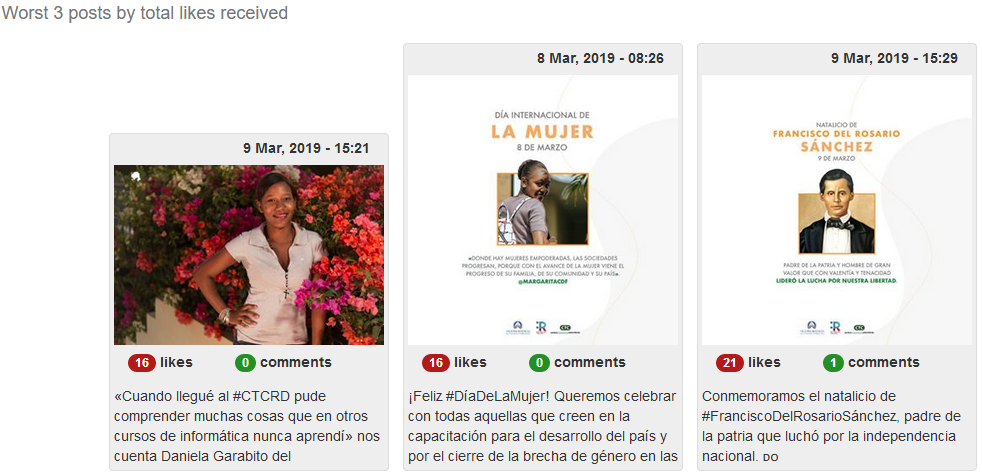 Worst 3 posts by total likes received
9 Mar, 2019 - 15:21
16 likes
0 comments
«Cuando llegué al #CTCRD pude
comprender muchas cosas que en otros
cursos de informática nunca aprendí» nos
cuenta Daniela Garabito del
8 Mar, 2019 - 08:26
DÍA INTERNACIONAL DE
LA MUJER
8 DE MARZO
«DONDE HAY MUJERES EMPODERADAS, LAS SOCIEDADES
PROGRESAN, PORQUE CON EL AVANCE DE LA MUJER VIENE EL
PROGRESO DE SU FAMILIA, DE SU COMUNIDAD Y SU PAÍS».
@MARGARITACDF
16 likes
0 comments
¡Feliz #DíaDeLaMujer! Queremos celebrar
con todas aquellas que creen en la
capacitación para el desarrollo del país y
por el cierre de la brecha de género en las
9 Mar, 2019 - 15:29
NATALICIO DE
FRANCISCO DEL ROSARIO
SÁNCHEZ
9 DE MARZO
PADRE DE LA PATRIA Y HOMBRE DE GRAN
VALOR QUE CON VALENTÍA Y TENACIDAD
LIDERÓ LA LUCHA POR NUESTRA LIBERTAD.
21 likes
1 comments
Conmemoramos el natalicio de
#FranciscoDelRosarioSánchez, padre de
la patria que luchó por la independencia
nacional.